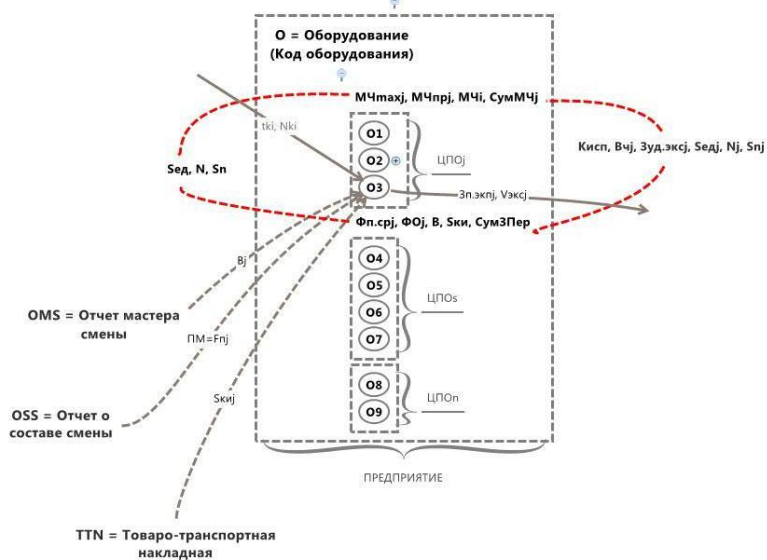 O = Оборудование
(Код оборудования)
МЧmaxj, МЧпрj, МЧi, СумМЧj
tki, Nki
O1
O2
ЦПОj
O3
Sед, N, Sn
Кисп, Вчj, Зуд.эксj, Sедj, Nj, Snj
Зп.экпj, Vэксj
Фп.срj, ФОj, В, Sки, СумЗПер
Вj
O4
O5
ЦПОs
O6
O7
OMS = Отчет мастера
смены
ПМ=Fпj
Sкиj
O8
ЦПОn
O9
OSS = Отчет о
составе смены
ПРЕДПРИЯТИЕ
TTN = Товаро-транспортная
накладная